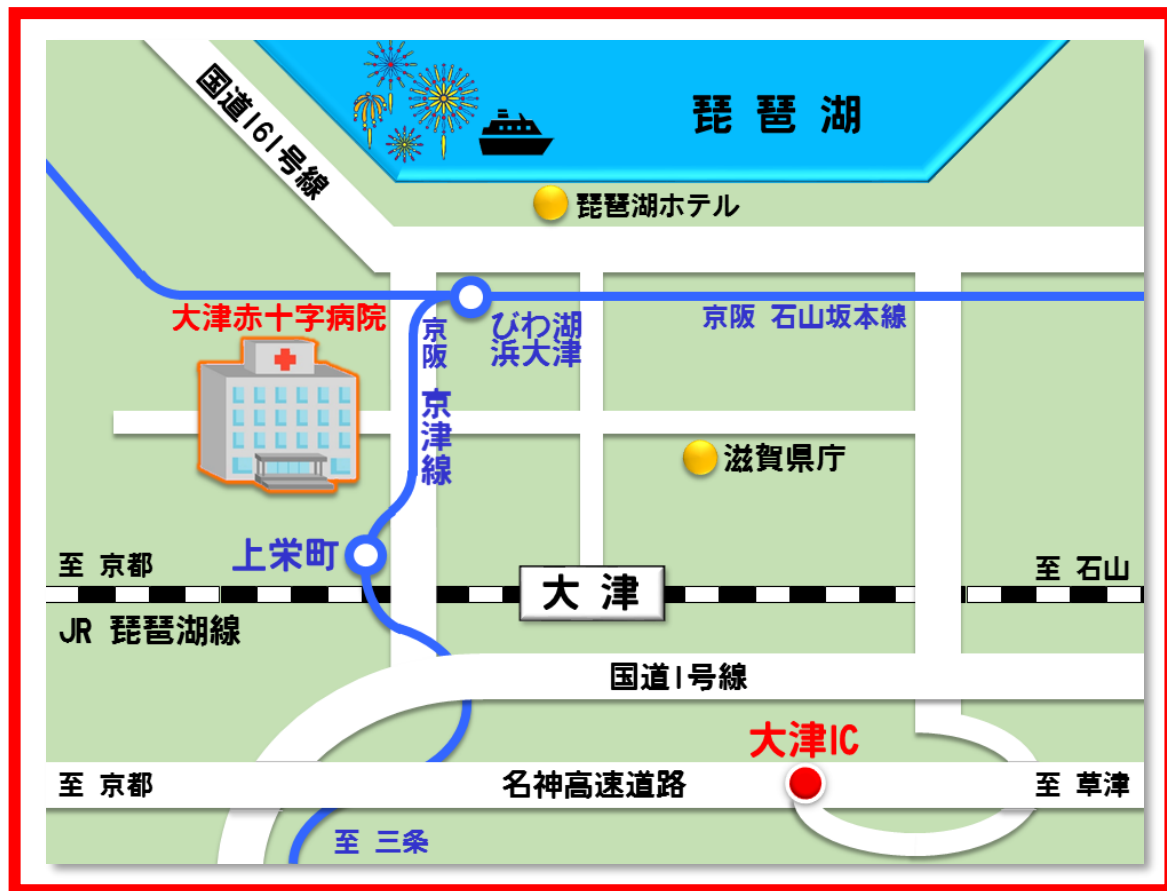 琵琶湖
国道161号線
琵琶湖ホテル
大津赤十字病院
びわ湖
浜大津
京阪 石山坂本線
京阪 京津線
滋賀県庁
上栄町
至 京都
至 石山
大津
JR 琵琶湖線
国道1号線
大津IC
至 京都
名神高速道路
至 草津
至 三条